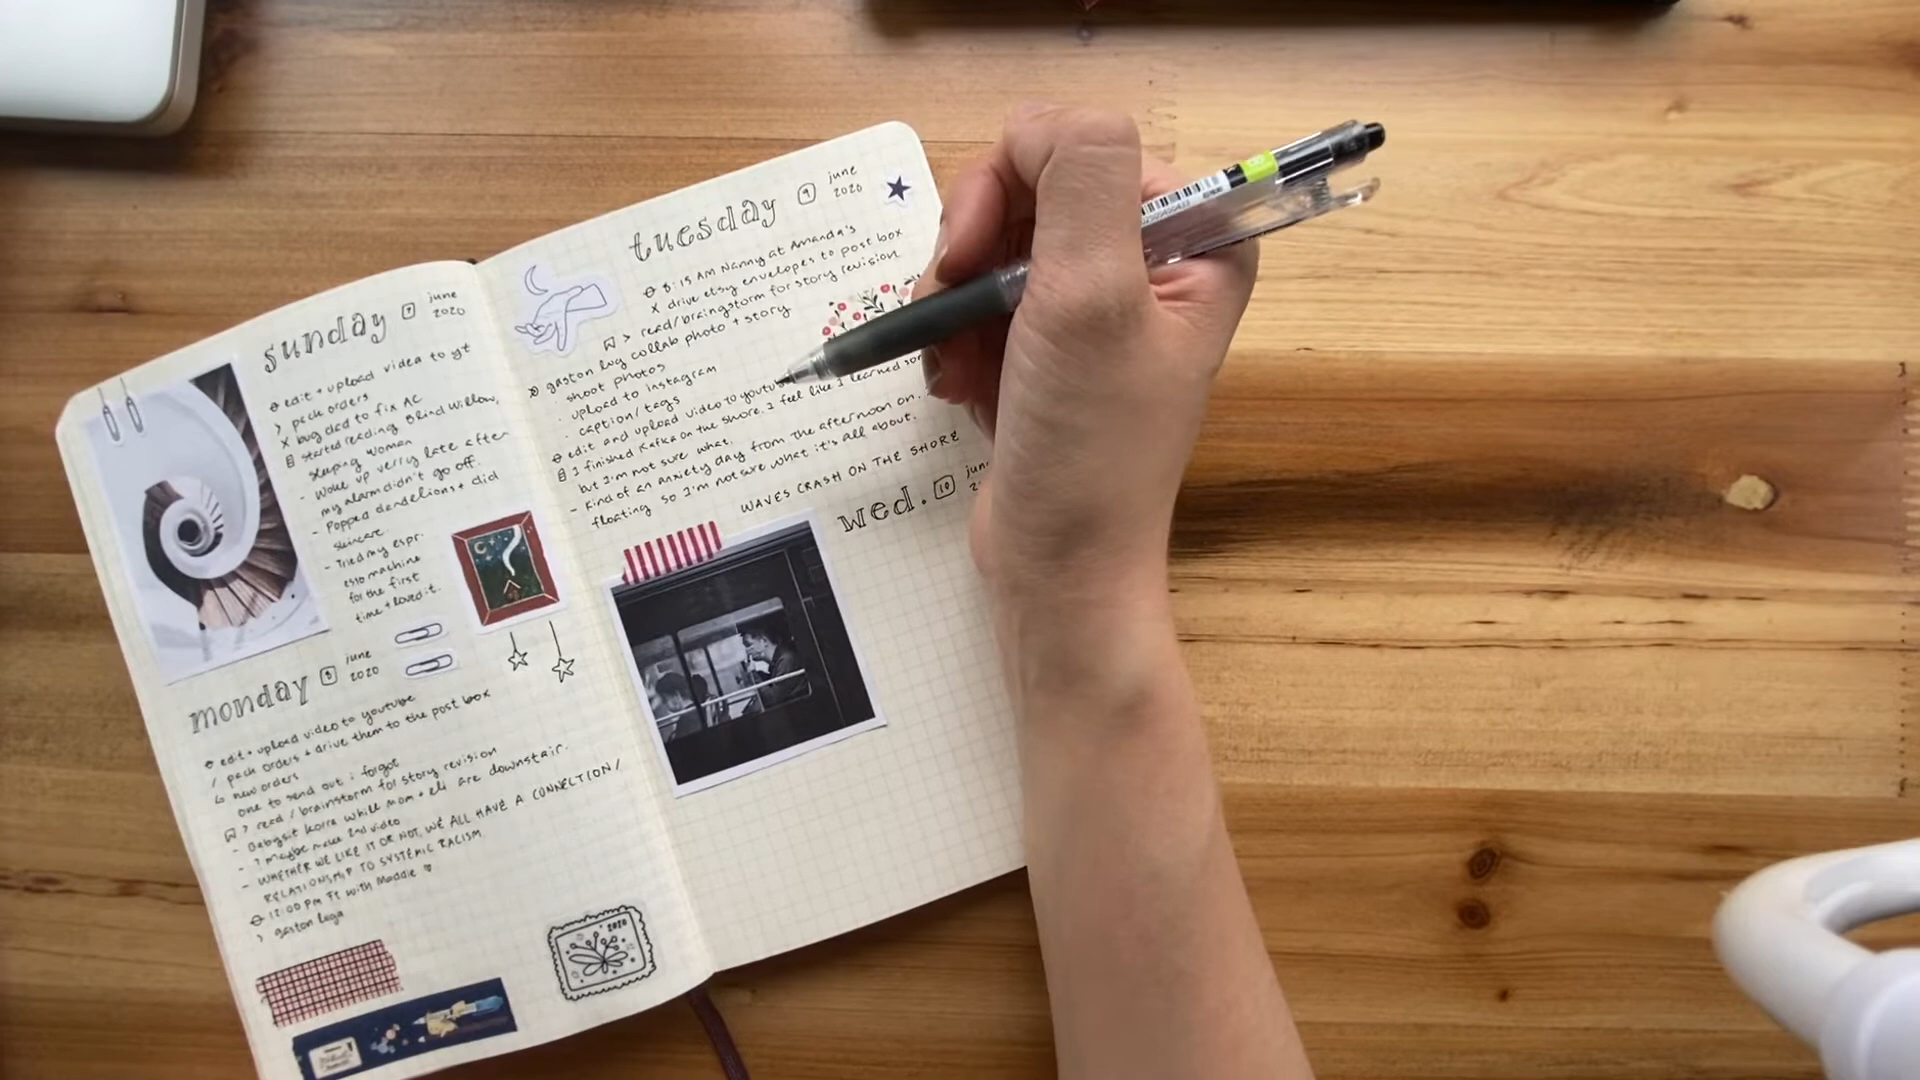 sunday 7 june
2020
⊖ edit + upload video to yt
> pack orders
X bug dad to fix AC
started reading Blind Willow,
sleeping woman
- Woke up verry late after
my alarm didn't go off.
- Popped dandelions + did
skincare
- Tried my espr.
esso machine
for the first
time + loved it.
monday 8 june
2020
⊖ edit + upload video to youtube
/ pack orders + drive them to the post box
↳ new orders
one to send out i forgot
> read / brainstorm for story revision
- Babysit Korra while mom + eli are downstair.
- ? maybe make 2nd video
- WHETHER WE LIKE IT OR NOT, WE ALL HAVE A CONNECTION /
RELATIONSHIP TO SYSTEMIC RACISM.
⊖ 12:00 PM FT with Maddie ♡
> gaston luga
2020
tuesday 9 june
2020
⊖ 8:15 AM Nanny at Amanda's
X drive etsy envelopes to post box
> read/braingstorm for story revision
gaston lug collab photo + story
· shoot photos
· upload to instagram
· caption/tags
⊖ edit and upload video to youtube
I finished Kafka on the shore. I feel like I learned
but I'm not sure what.
- Kind of an anxiety day from the afternoon on.
floating so I'm not sure what it's all about.
WAVES CRASH ON THE SHORE
wed. 10